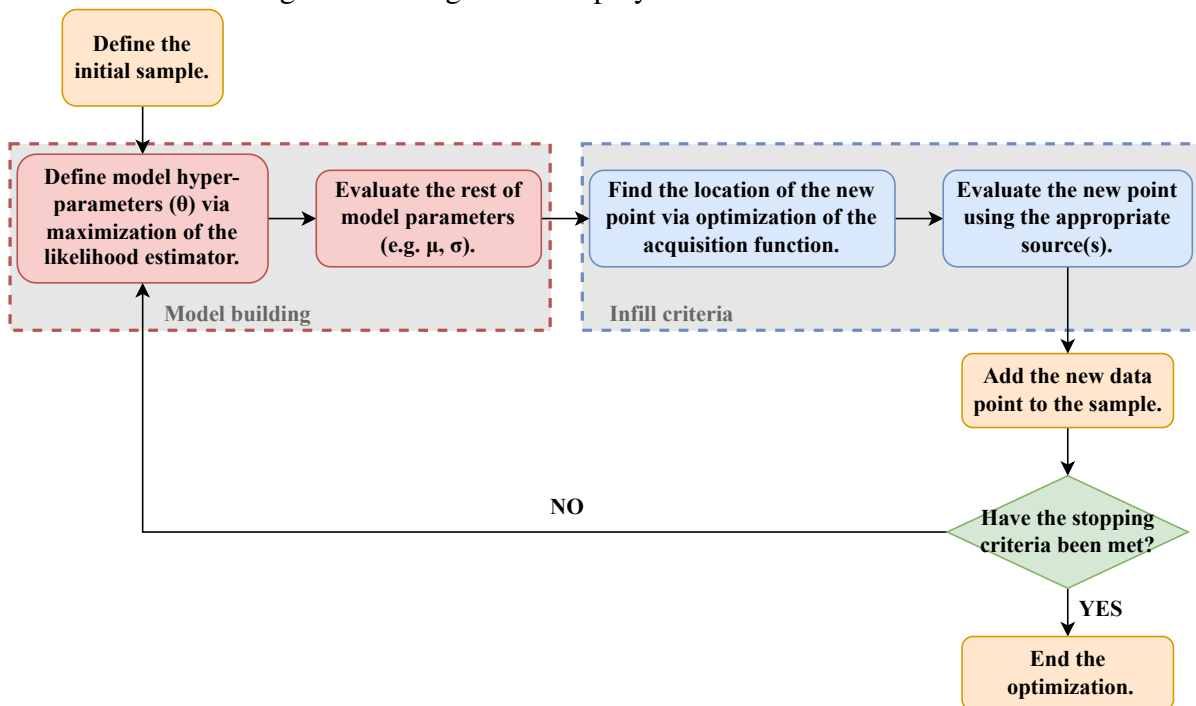 Define the
initial sample.
Define model hyper-
parameters (θ) via
maximization of the
likelihood estimator.
Evaluate the rest of
model parameters
(e.g. μ, σ).
Model building
Find the location of the new
point via optimization of the
acquisition function.
Evaluate the new point
using the appropriate
source(s).
Infill criteria
Add the new data
point to the sample.
Have the stopping
criteria been met?
NO
YES
End the
optimization.